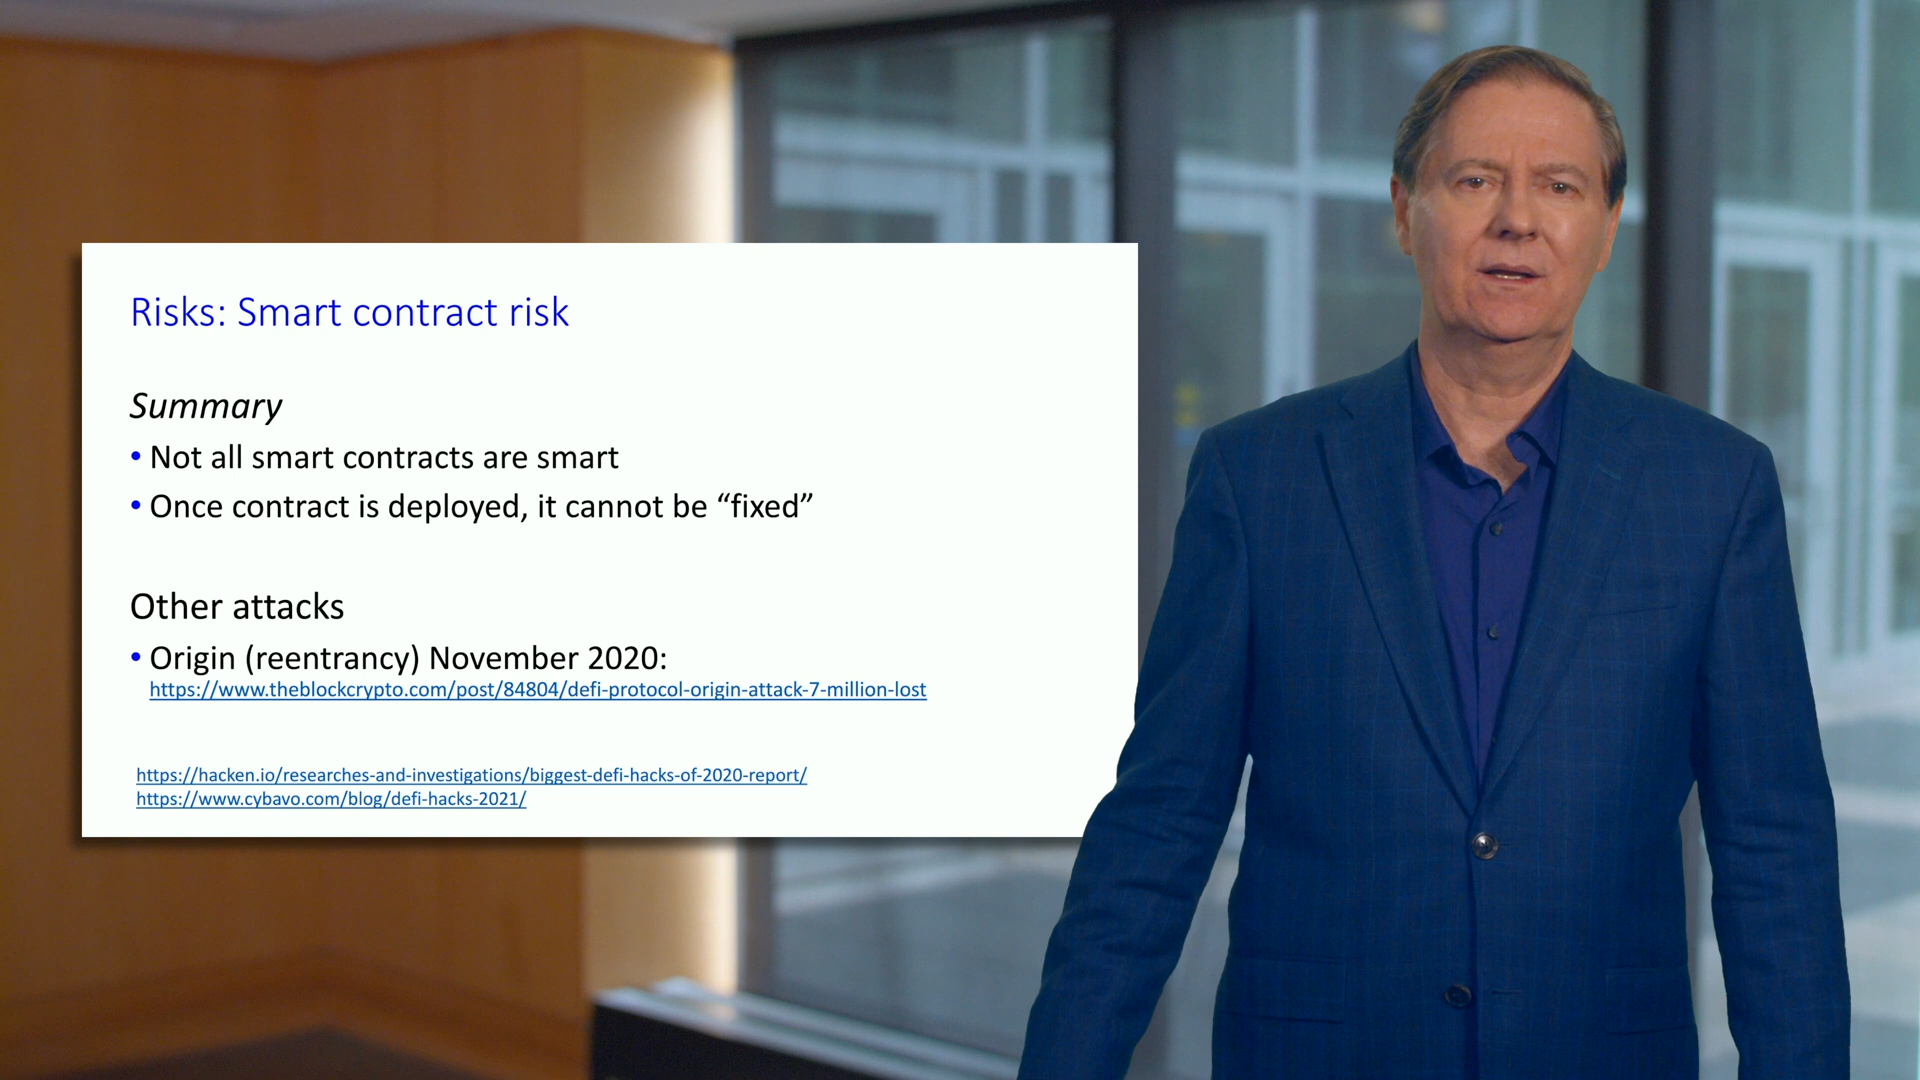 Risks: Smart contract risk
Summary
• Not all smart contracts are smart
• Once contract is deployed, it cannot be “fixed”
Other attacks
• Origin (reentrancy) November 2020:
https://www.theblockcrypto.com/post/84804/defi-protocol-origin-attack-7-million-lost
https://hacken.io/researches-and-investigations/biggest-defi-hacks-of-2020-report/
https://www.cybavo.com/blog/defi-hacks-2021/